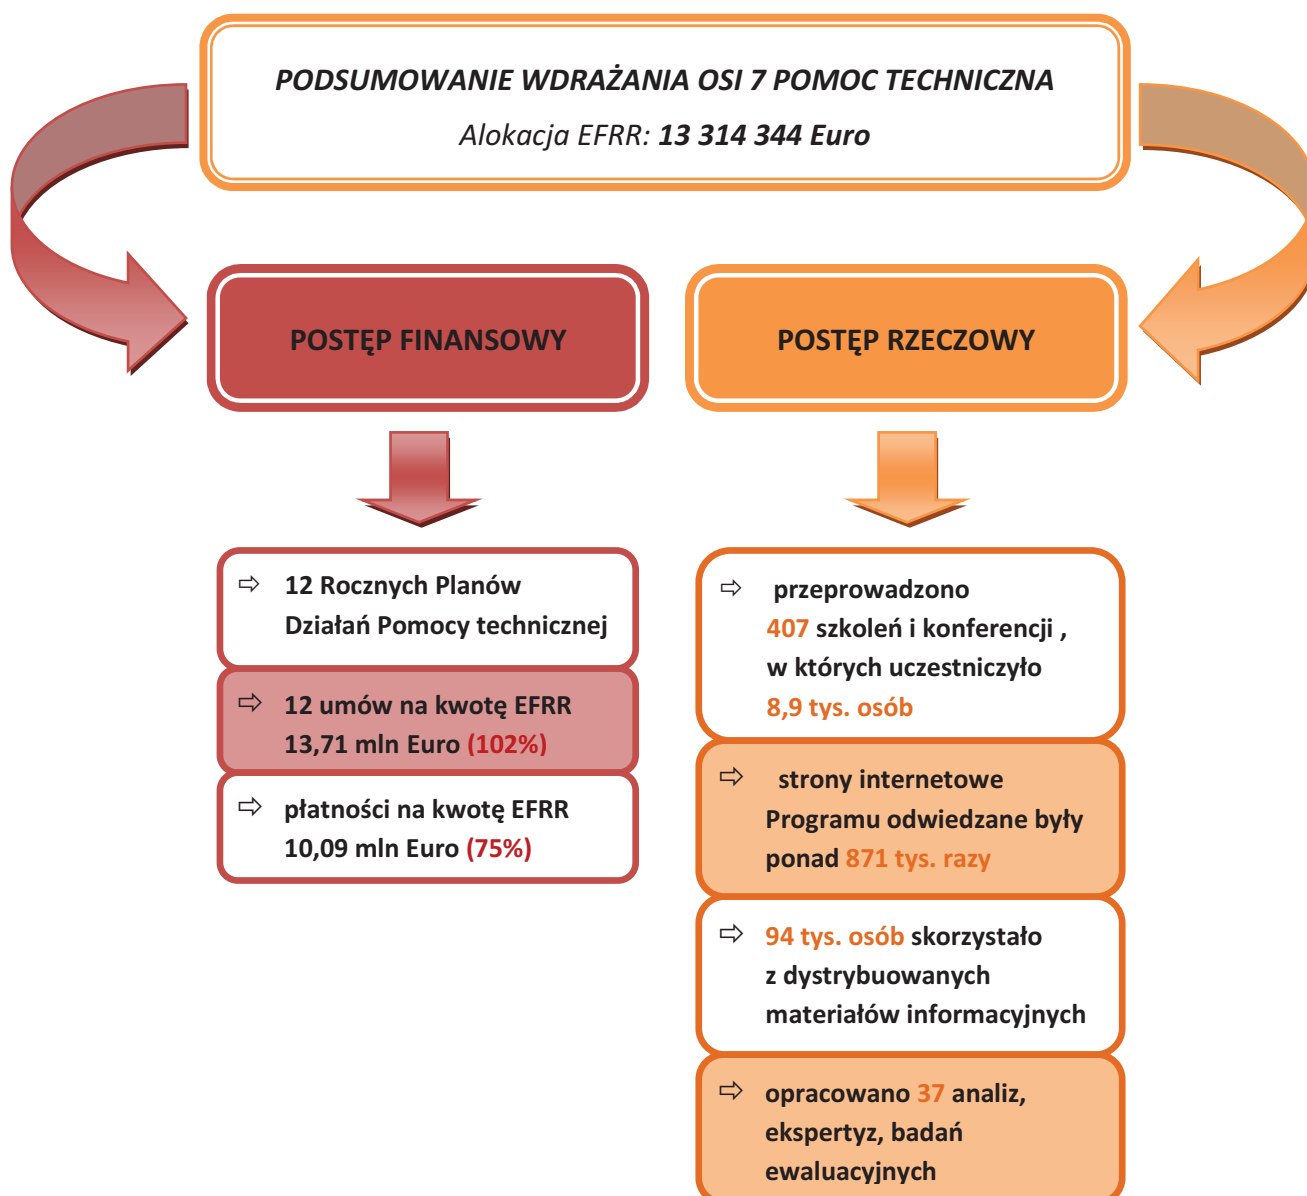 PODSUMOWANIE WDRAŻANIA OSI 7 POMOC TECHNICZNA
Alokacja EFRR: 13 314 344 Euro
POSTĘP FINANSOWY
⇨ 12 Rocznych Planów
Działań Pomocy technicznej
⇨ 12 umów na kwotę EFRR
13,71 mln Euro (102%)
⇨ płatności na kwotę EFRR
10,09 mln Euro (75%)
POSTĘP RZECZOWY
⇨ przeprowadzono
407 szkoleń i konferencji ,
w których uczestniczyło
8,9 tys. osób
⇨ strony internetowe
Programu odwiedzane były
ponad 871 tys. razy
⇨ 94 tys. osób skorzystało
z dystrybuowanych
materiałów informacyjnych
⇨ opracowano 37 analiz,
ekspertyz, badań
ewaluacyjnych